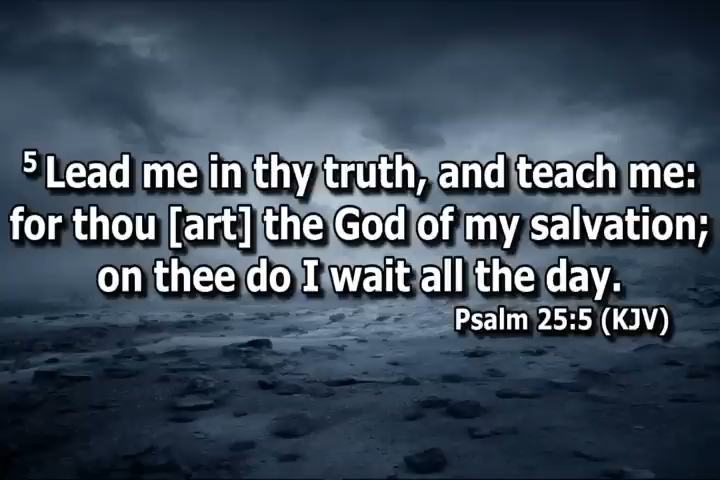 5 Lead me in thy truth, and teach me:
for thou [art] the God of my salvation;
on thee do I wait all the day.
Psalm 25:5 (KJV)